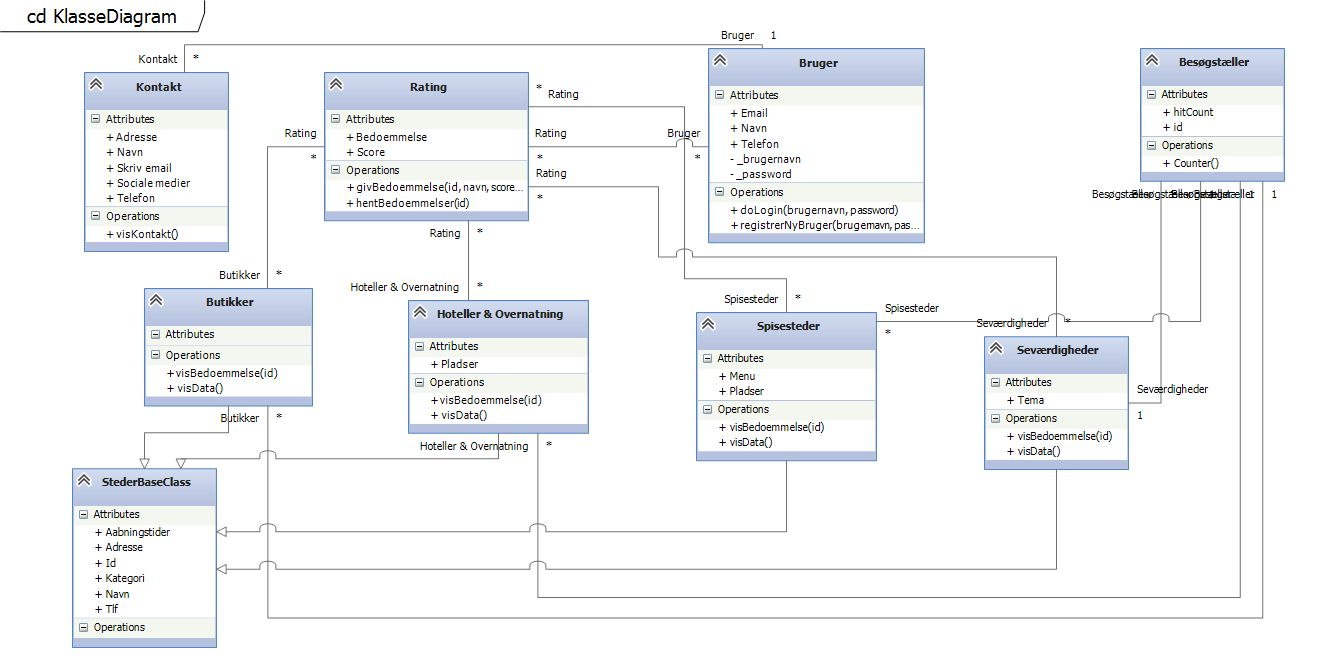 cd KlasseDiagram
Bruger 1
Kontakt *
Kontakt
Attributes
+ Adresse
+ Navn
+ Skriv email
+ Sociale medier
+ Telefon
Operations
+ visKontakt()
Rating
Attributes
+ Bedoemmelse
+ Score
Operations
+ givBedoemmelse(id, navn, score...
+ hentBedoemmelser(id)
* Rating
Rating
*
Rating
*
Rating
*
Bruger
*
Rating *
Bruger
Attributes
+ Email
+ Navn
+ Telefon
- _brugernavn
- _password
Operations
+ doLogin(brugernavn, password)
+ registrerNyBruger(brugernavn, pas...
Besøgstæller
Attributes
+ hitCount
+ id
Operations
+ Counter()
Besøgstæller
1
1
Butikker *
Hoteller & Overnatning *
Spisesteder *
Spisesteder
*
Seværdigheder *
Butikker
Attributes
Operations
+ visBedoemmelse(id)
+ visData()
Hoteller & Overnatning
Attributes
+ Pladser
Operations
+ visBedoemmelse(id)
+ visData()
Spisesteder
Attributes
+ Menu
+ Pladser
Operations
+ visBedoemmelse(id)
+ visData()
Seværdigheder
Attributes
+ Tema
Operations
+ visBedoemmelse(id)
+ visData()
Seværdigheder
1
Butikker *
Hoteller & Overnatning *
StederBaseClass
Attributes
+ Aabningstider
+ Adresse
+ Id
+ Kategori
+ Navn
+ Tlf
Operations